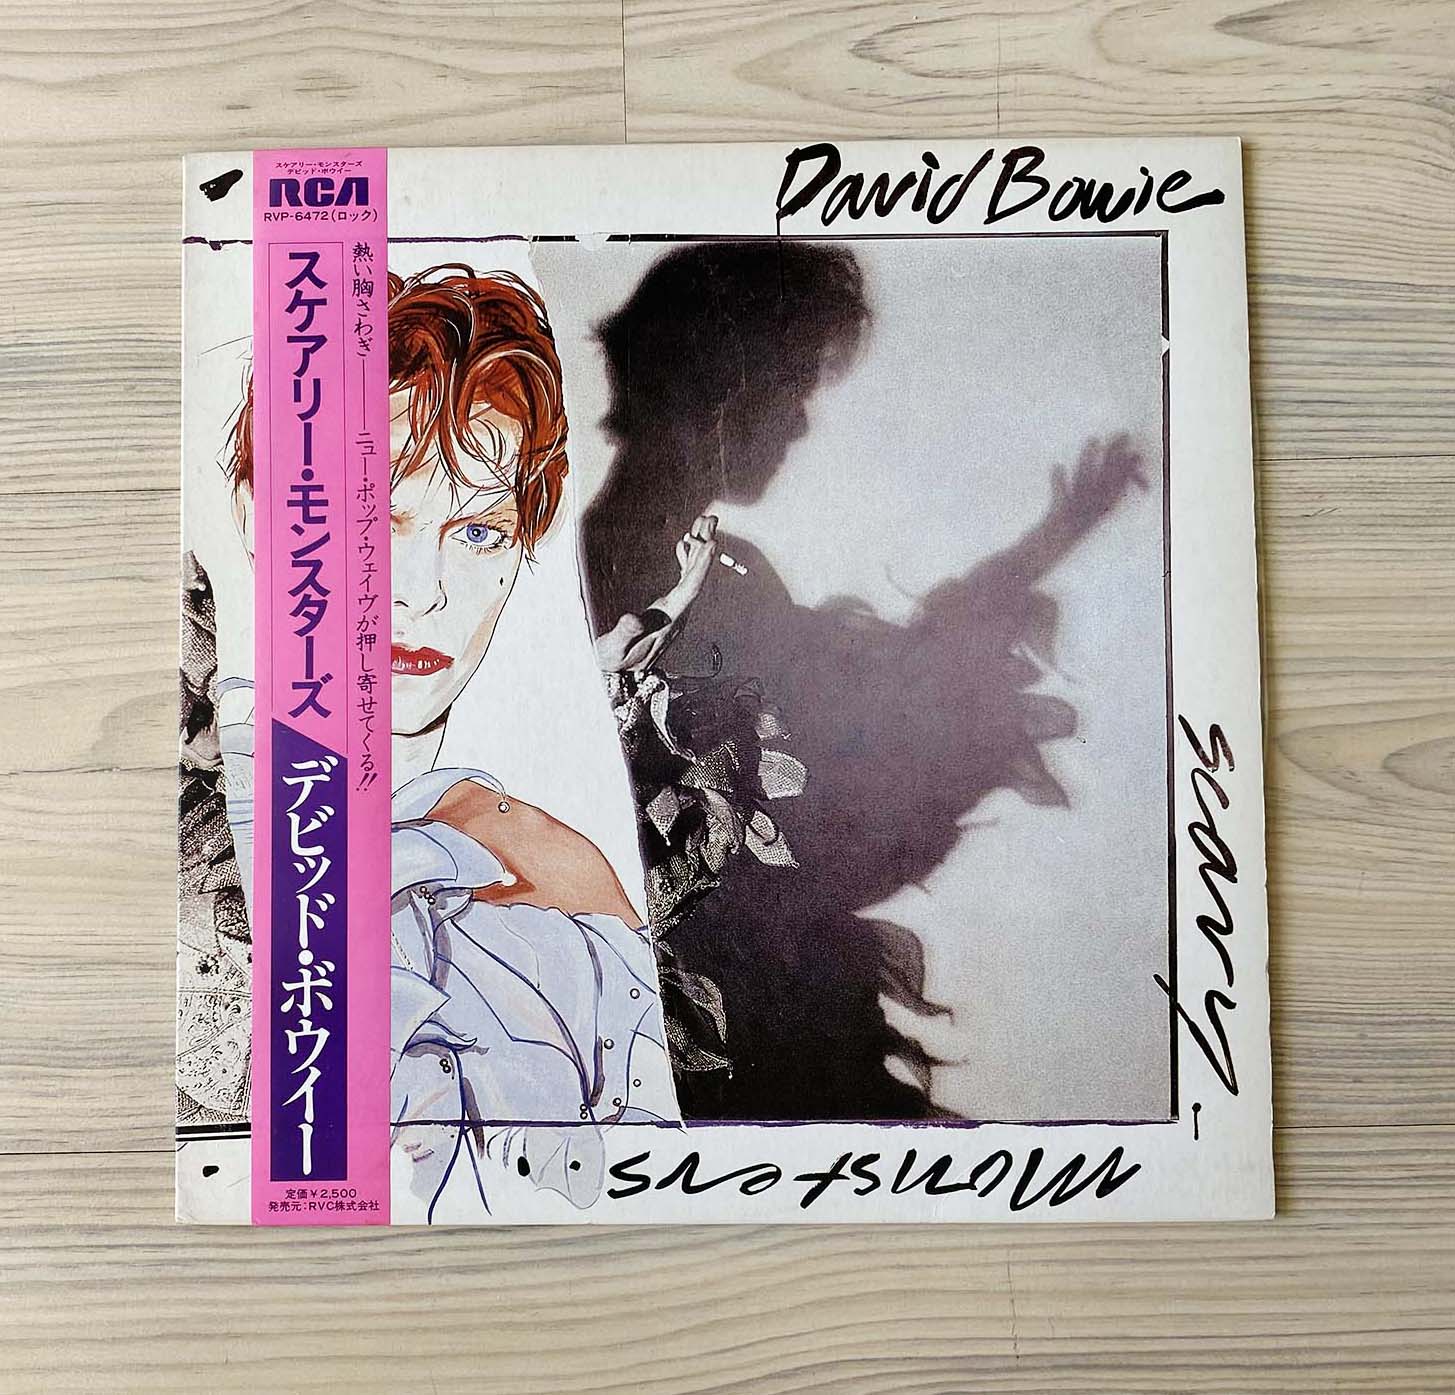 スケアリー・モンスターズ
デビッド・ボウイー
RCA
RVP-6472(ロック)
熱い胸さわぎ――ニュー・ポップ・ウェイヴが押し寄せてくる!!
スケアリー・モンスターズ
デビッド・ボウイー
定価¥2,500
発売元:RVC株式会社
David Bowie
scary
Monsters